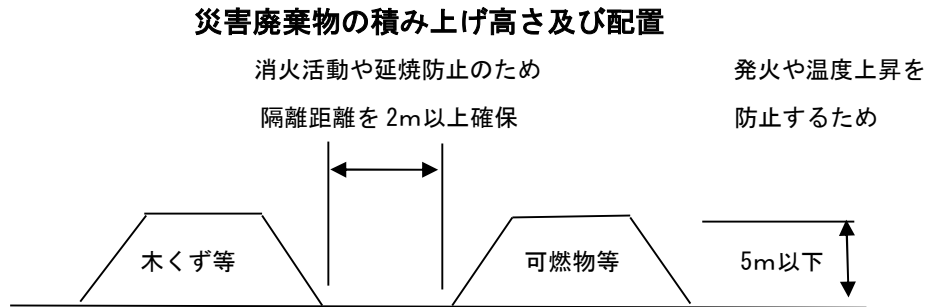 災害廃棄物の積み上げ高さ及び配置
消火活動や延焼防止のため
隔離距離を2m以上確保
発火や温度上昇を
防止するため
木くず等
可燃物等
5m以下